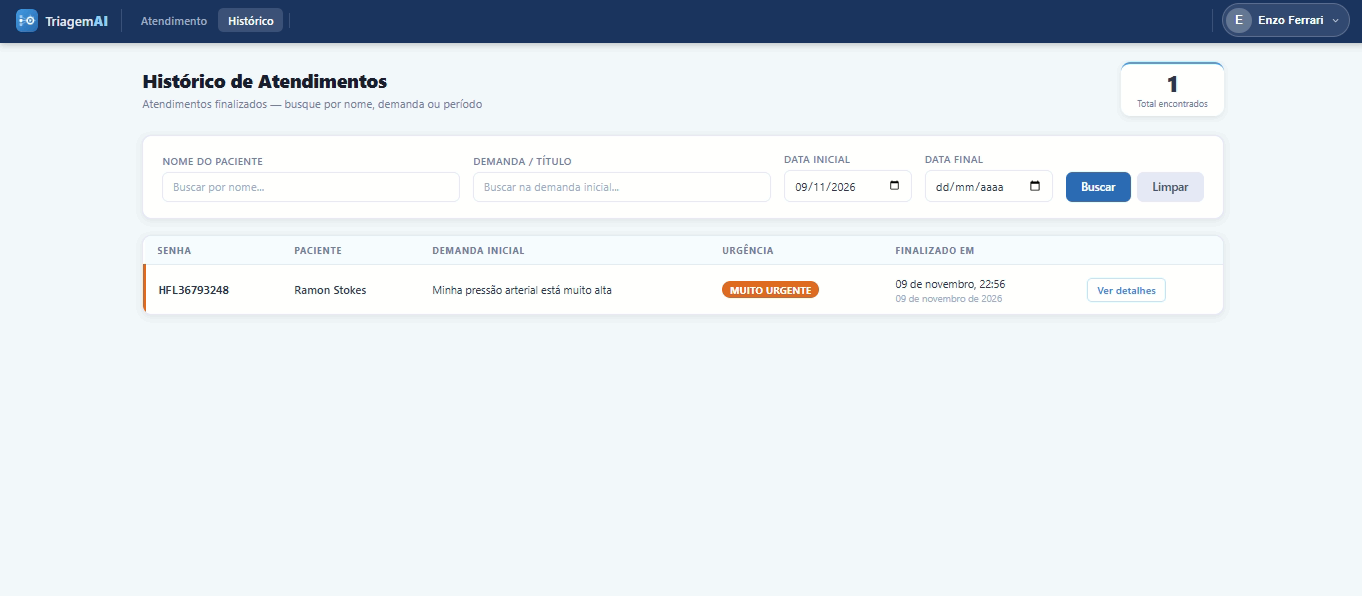 TriagemAI Atendimento Histórico E Enzo Ferrari
Histórico de Atendimentos
Atendimentos finalizados — busque por nome, demanda ou período
1
Total encontrados
NOME DO PACIENTE DEMANDA / TÍTULO DATA INICIAL DATA FINAL
Buscar por nome... Buscar na demanda inicial... 09/11/2026 dd/mm/aaaa Buscar Limpar
SENHA PACIENTE DEMANDA INICIAL URGÊNCIA FINALIZADO EM
HFL36793248 Ramon Stokes Minha pressão arterial está muito alta MUITO URGENTE 09 de novembro, 22:56 Ver detalhes
09 de novembro de 2026